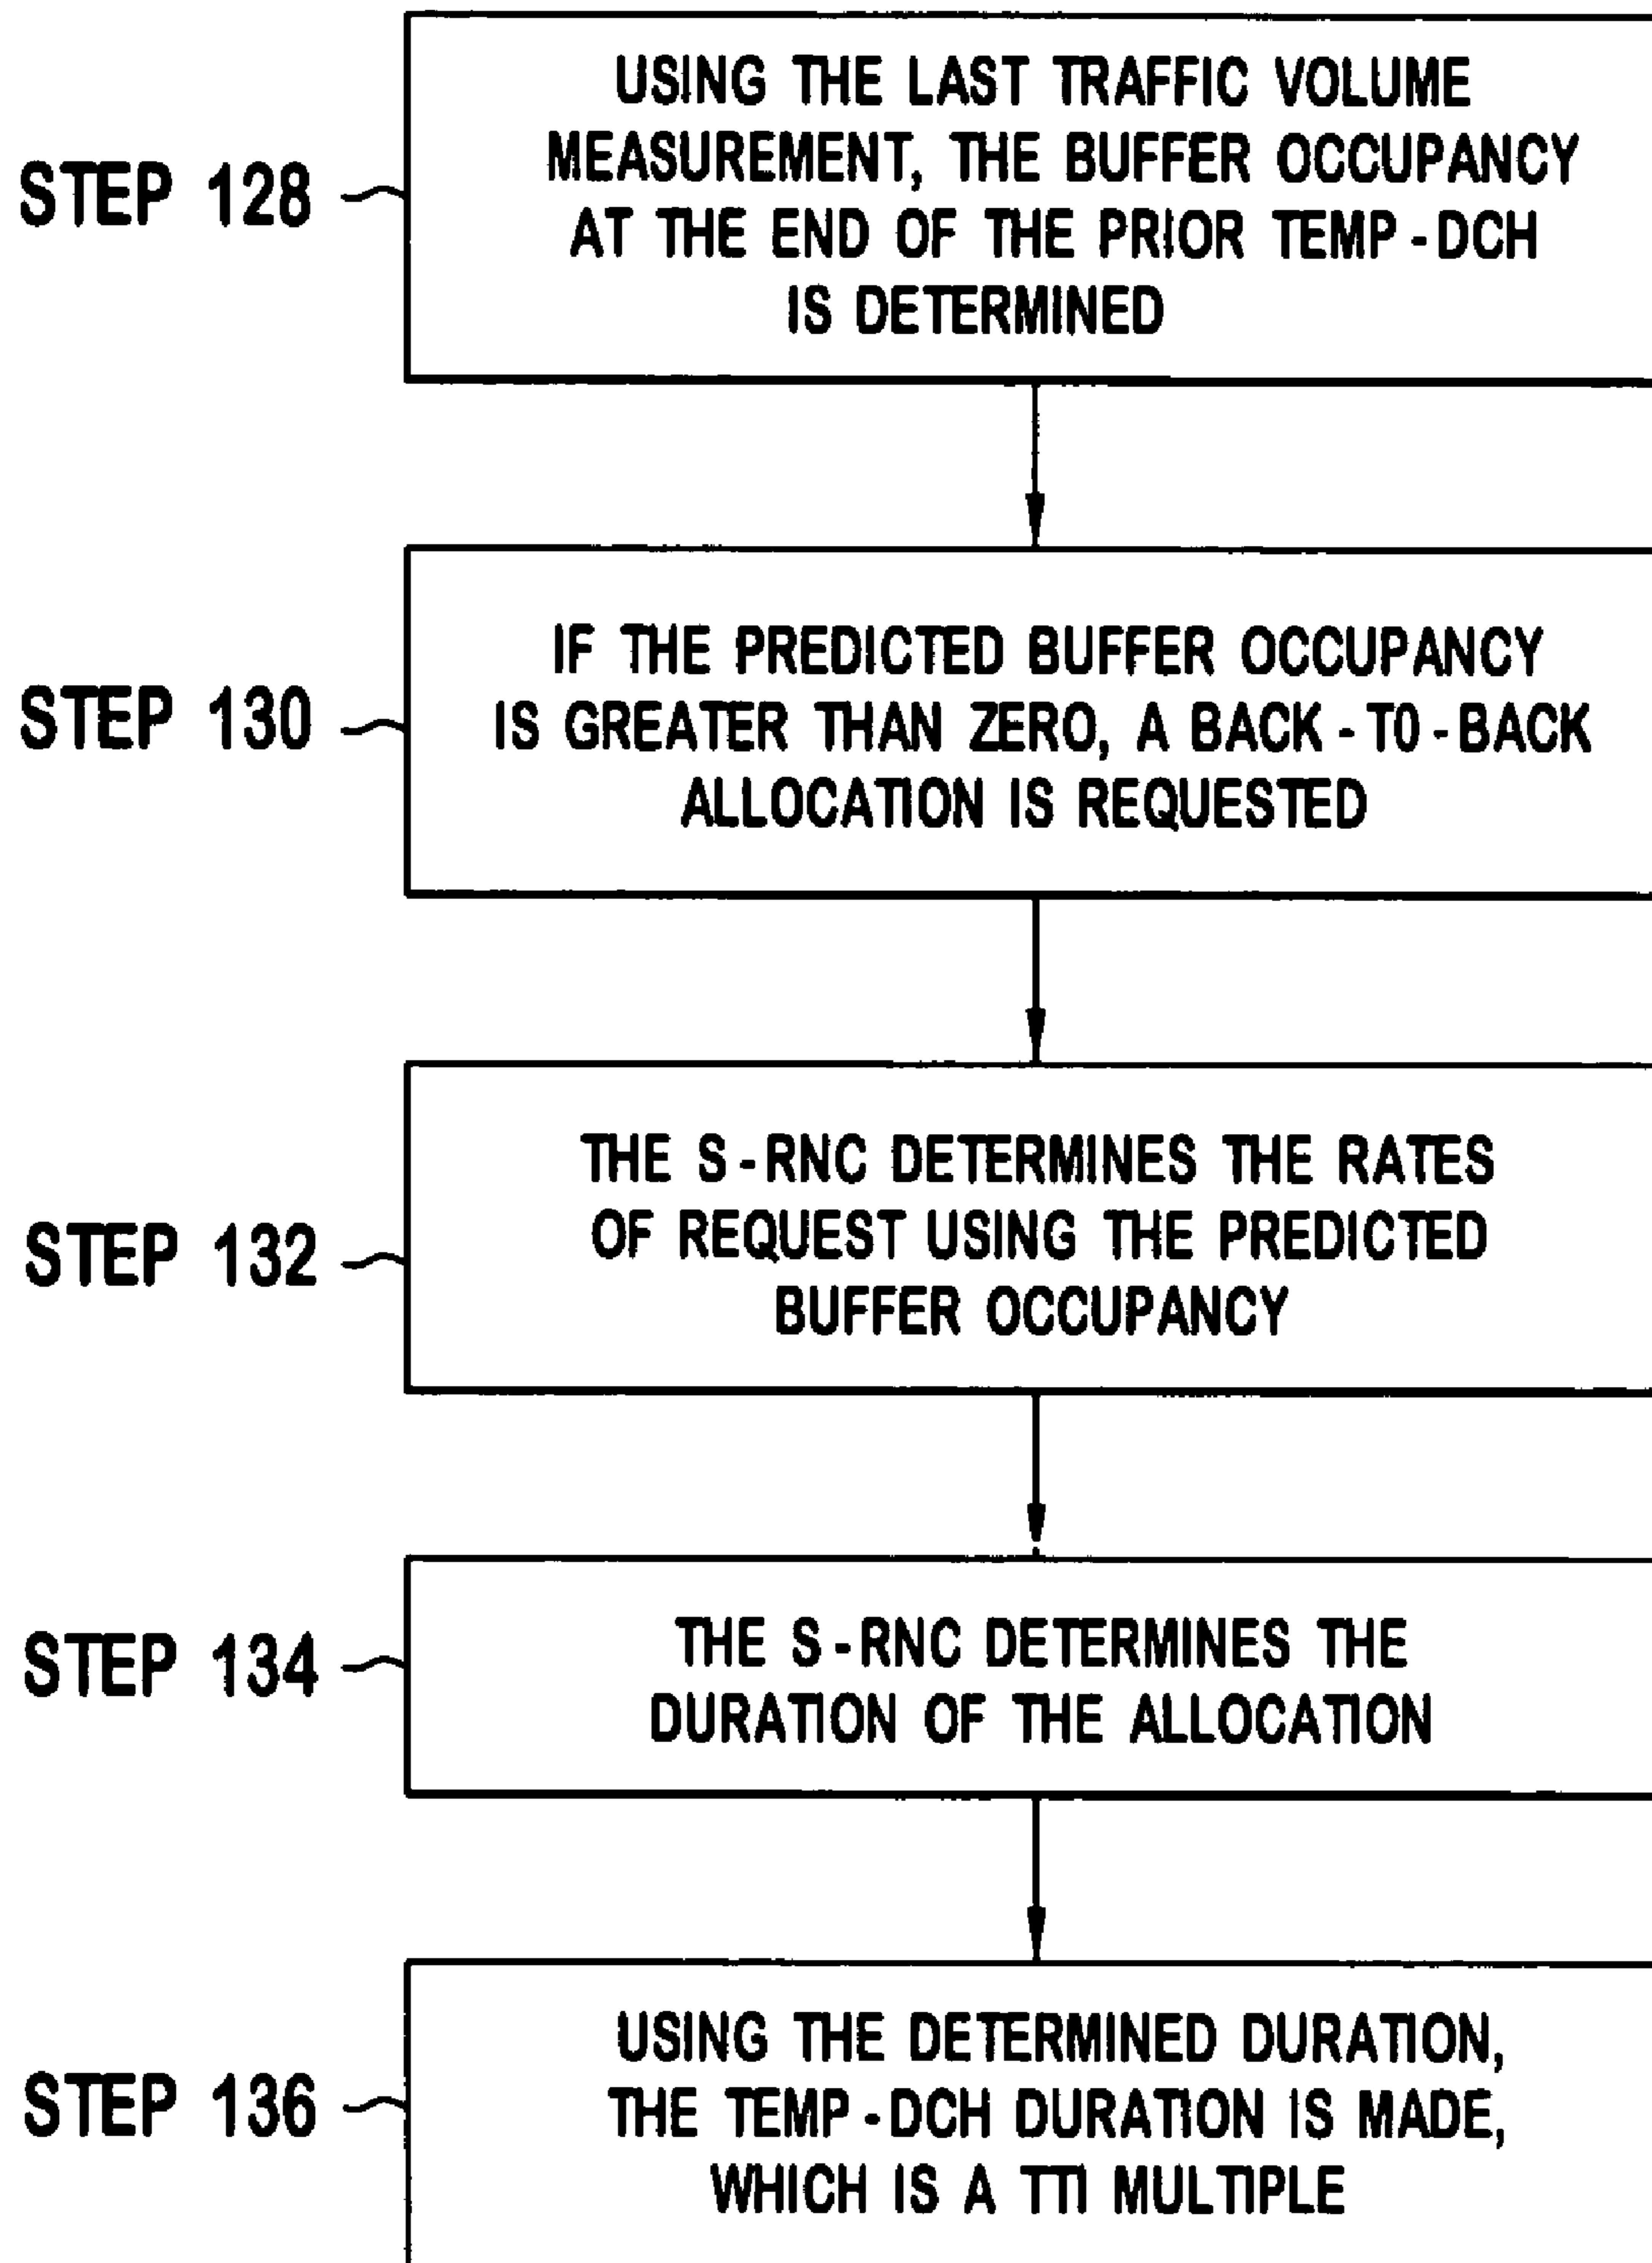 USING THE LAST TRAFFIC VOLUME
MEASUREMENT, THE BUFFER OCCUPANCY
STEP 128
AT THE END OF THE PRIOR TEMP-DCH
IS DETERMINED
IF THE PREDICTED BUFFER OCCUPANCY
STEP 130
IS GREATER THAN ZERO, A BACK-TO-BACK
ALLOCATION IS REQUESTED
THE S-RNC DETERMINES THE RATES
OF REQUEST USING THE PREDICTED
STEP 132
BUFFER OCCUPANCY
THE S-RNC DETERMINES THE
STEP 134
DURATION OF THE ALLOCATION
USING THE DETERMINED DURATION,
STEP 136
THE TEMP-DCH DURATION IS MADE,
WHICH IS A TTI MULTIPLE